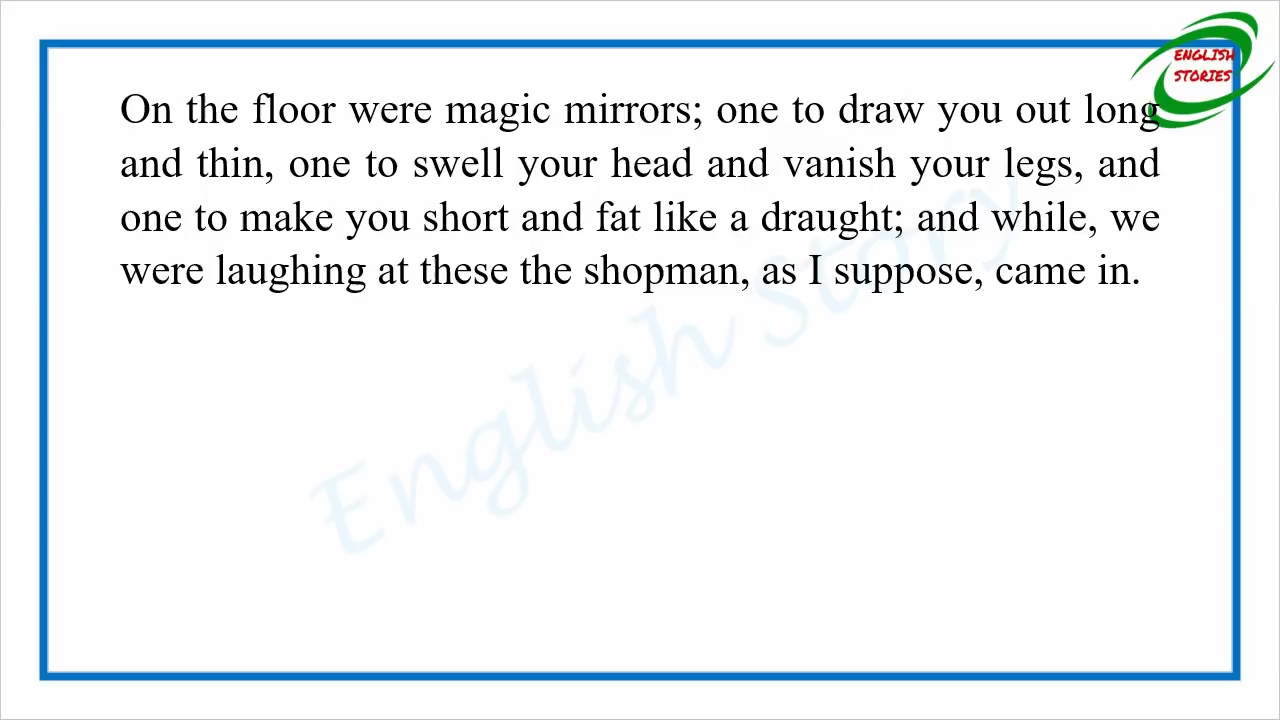 ENGLISH
STORIES
On the floor were magic mirrors; one to draw you out long
and thin, one to swell your head and vanish your legs, and
one to make you short and fat like a draught; and while, we
were laughing at these the shopman, as I suppose, came in.
English Story